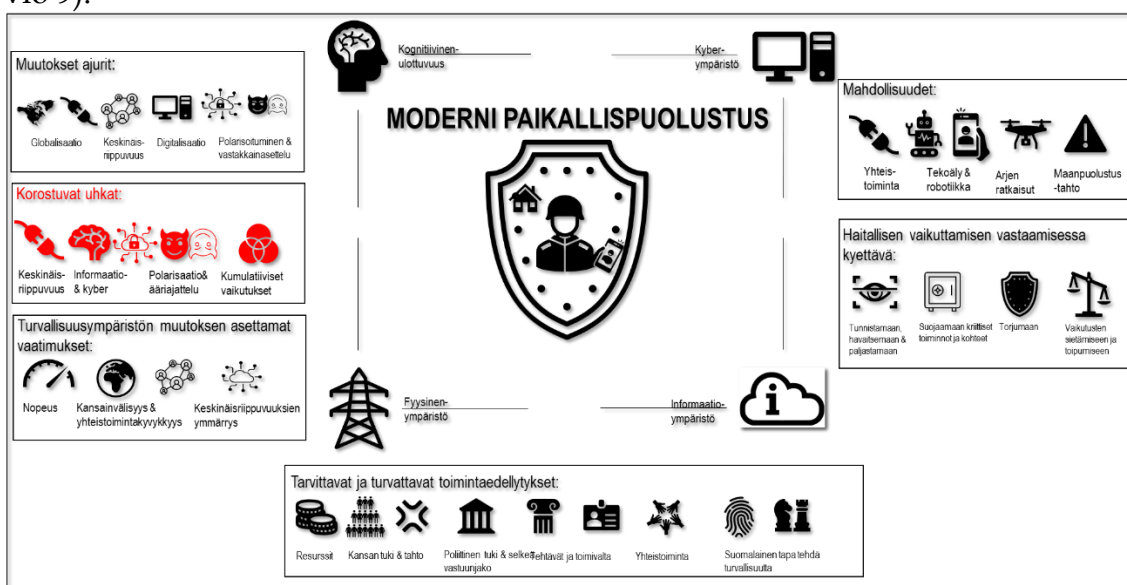 vio 9).
Kognitiivinen-
ulottuvuus
Kyber-
ympäristö
MODERNI PAIKALLISPUOLUSTUS
Muutokset ajurit:
Globalisaatio
Keskinäis-
riippuvuus
Digitalisaatio
Polarisoituminen &
vastakkainasettelu
Korostuvat uhkat:
Keskinäis-
riippuvuus
Informaatio-
& kyber
Polarisaatio&
ääriajattelu
Kumulatiiviset
vaikutukset
Turvallisuusympäristön muutoksen asettamat
vaatimukset:
Nopeus
Kansainvälisyys &
yhteistoimintakyvykkyys
Keskinäisriippuvuuksien
ymmärrys
Mahdollisuudet:
Yhteis-
toiminta
Tekoäly &
robotiikka
Arjen
ratkaisut
Maanpuolustus
-tahto
Haitallisen vaikuttamisen vastaamisessa
kyettävä:
Tunnistamaan,
havaitsemaan &
paljastamaan
Suojaamaan kriittiset
toiminnot ja kohteet
Torjumaan
Vaikutusten
sietämiseen ja
toipumiseen
Fyysinen-
ympäristö
Informaatio-
ympäristö
i
Tarvittavat ja turvattavat toimintaedellytykset:
Resurssit
Kansan tuki & tahto
Poliittinen tuki & selkeä
vastuunjako
Tehtävät ja toimivalta
Yhteistoiminta
Suomalainen tapa tehdä
turvallisuutta